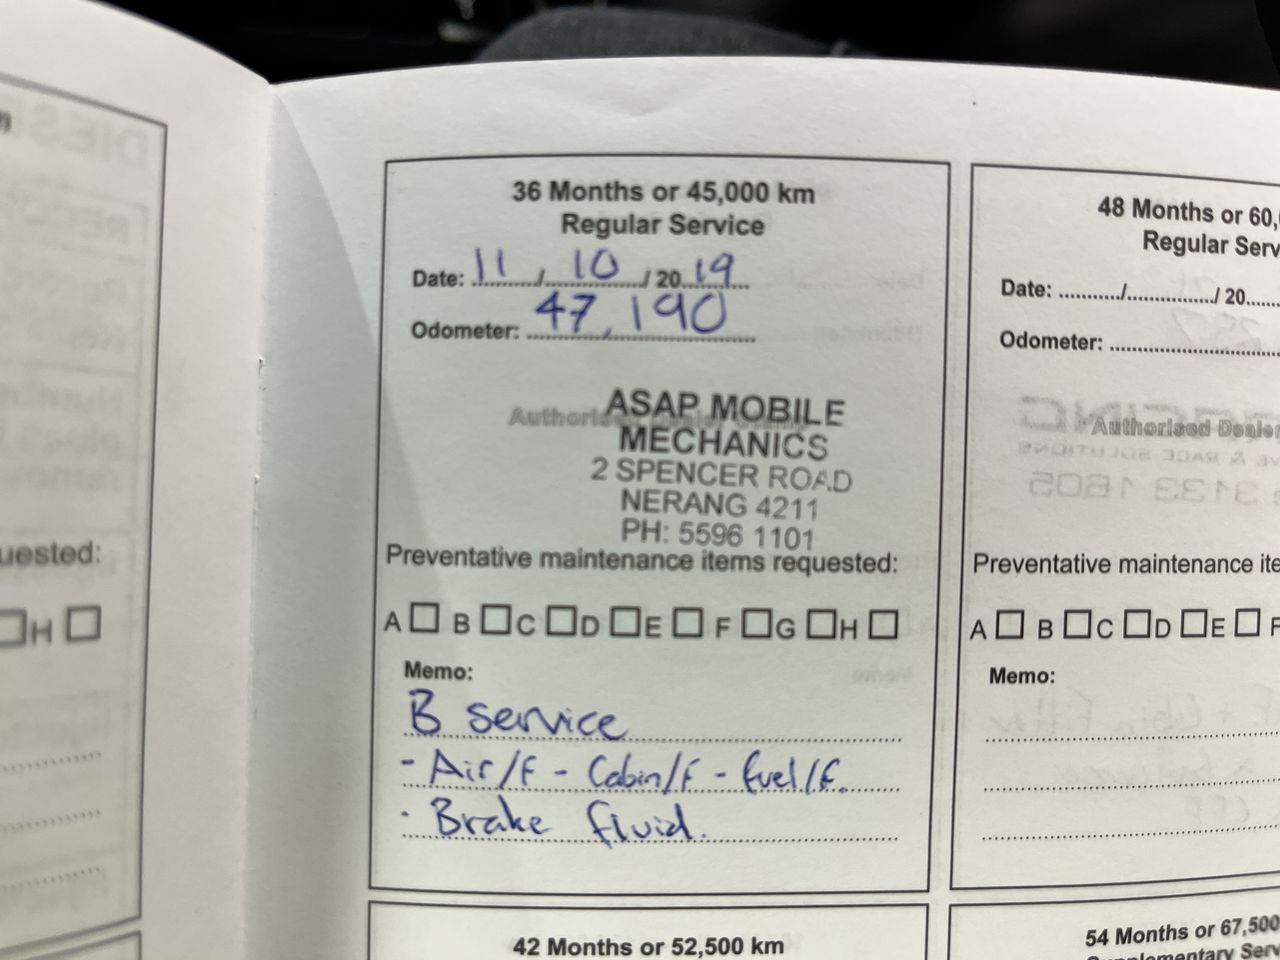 uested:
H
36 Months or 45,000 km
Regular Service
Date: 11 / 10 / 20 19
Odometer: 47,190
ASAP MOBILE
MECHANICS
2 SPENCER ROAD
NERANG 4211
PH: 5596 1101
Preventative maintenance items requested:
A B C D E F G H
Memo:
B service
- Air/F - Cabin/F - fuel/F.
- Brake fluid.
42 Months or 52,500 km
48 Months or 60,
Regular Serv
Date: / / 20
Odometer:
Authorised Dealer
Preventative maintenance ite
A B C D E F
Memo:
54 Months or 67,500